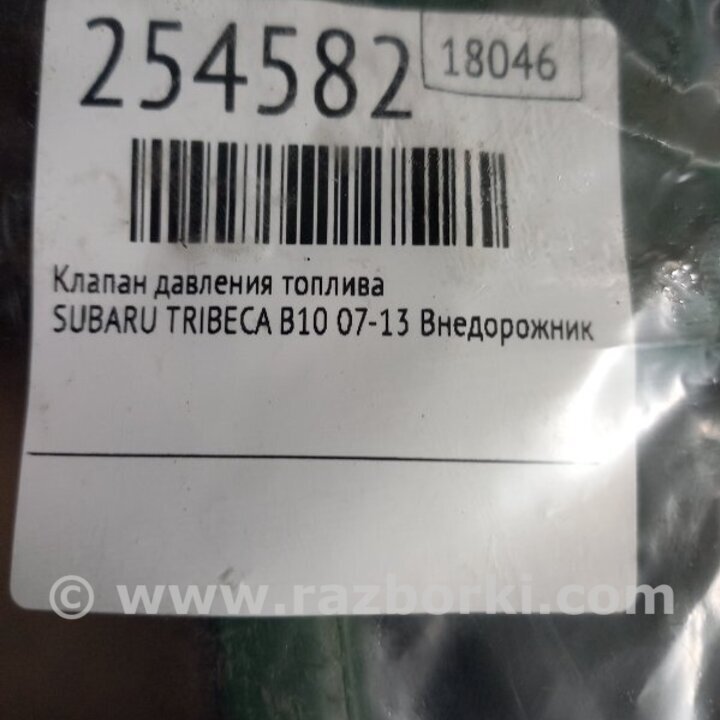 254582
18046
Клапан давления топлива
SUBARU TRIBECA B10 07-13 Внедорожник
© www.razborki.com